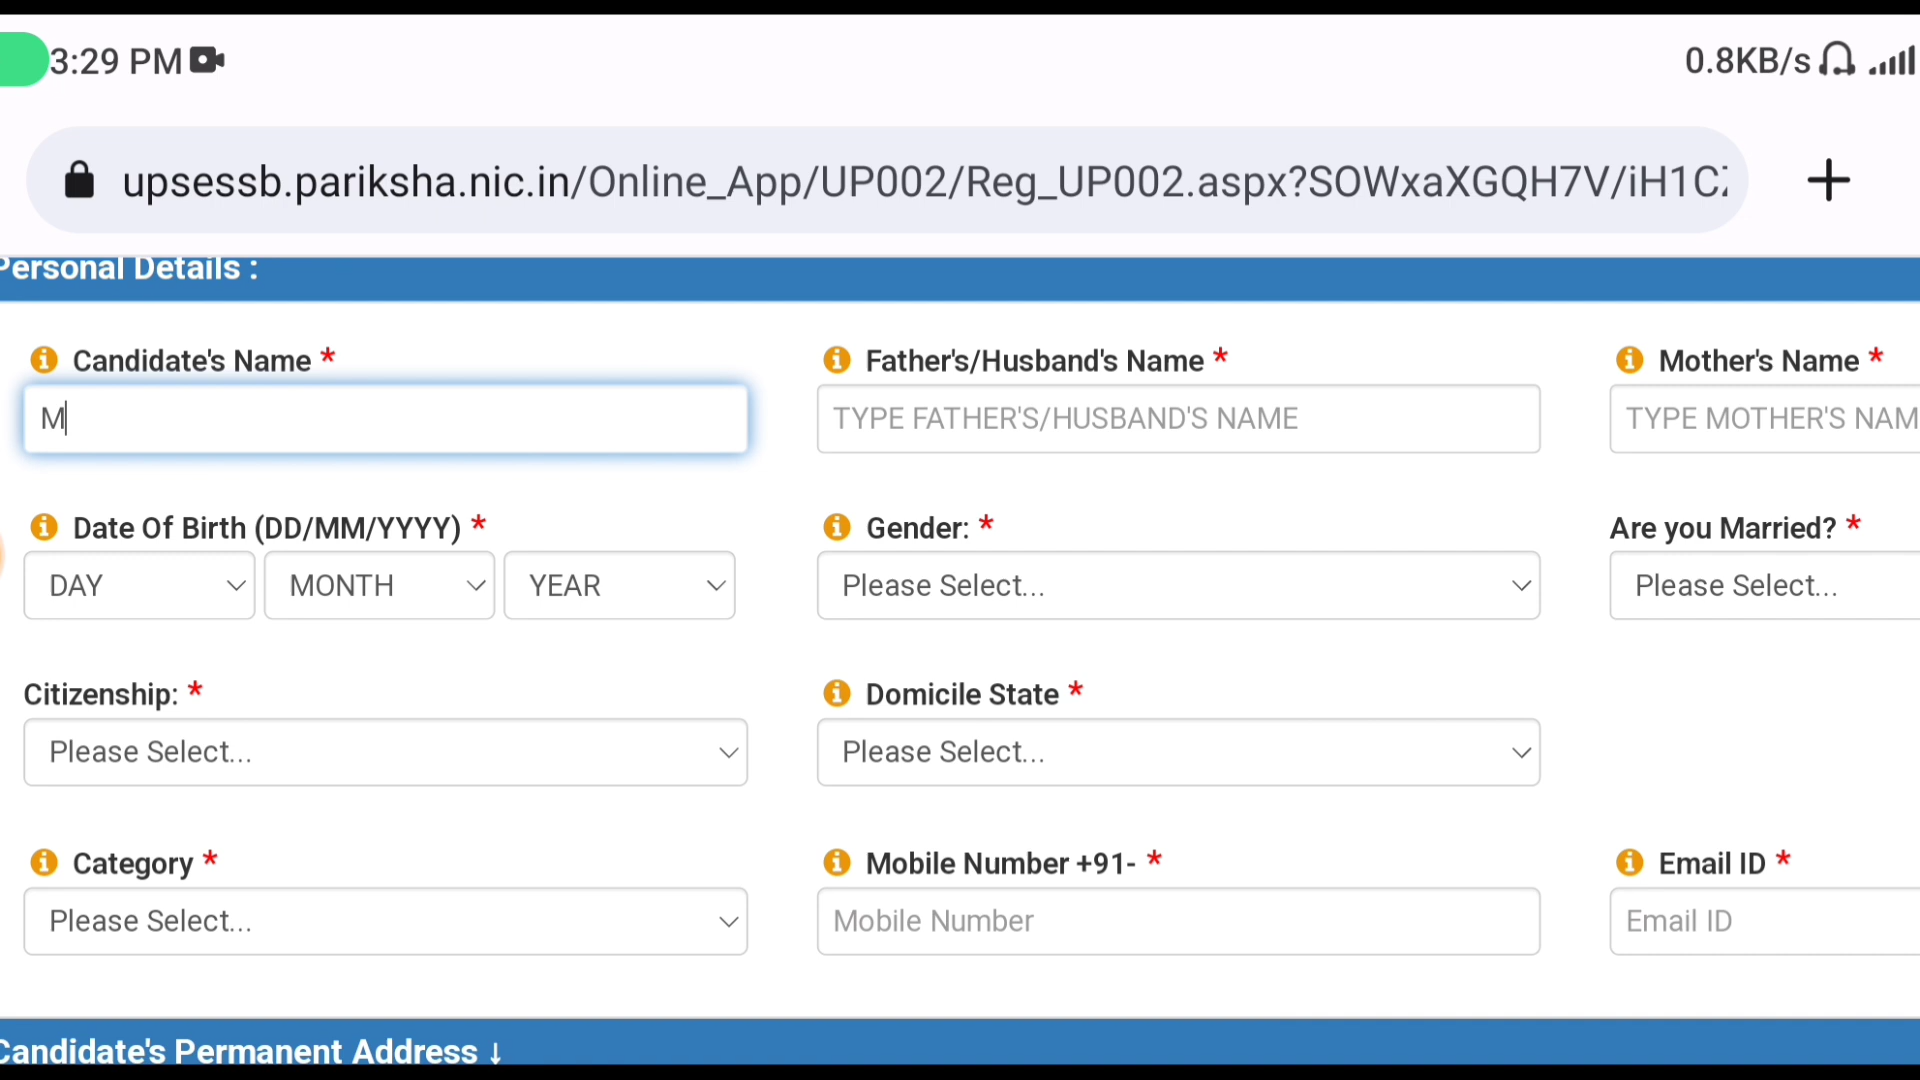 3:29 PM 0.8KB/s
upsessb.pariksha.nic.in/Online_App/UP002/Reg_UP002.aspx?SOWxaXGQH7V/iH1C
Personal Details :
Candidate's Name * Father's/Husband's Name * Mother's Name *
M TYPE FATHER'S/HUSBAND'S NAME TYPE MOTHER'S NAM
Date Of Birth (DD/MM/YYYY) * Gender: * Are you Married? *
DAY MONTH YEAR Please Select... Please Select...
Citizenship: * Domicile State *
Please Select... Please Select...
Category * Mobile Number +91- * Email ID *
Please Select... Mobile Number Email ID
Candidate's Permanent Address ↓